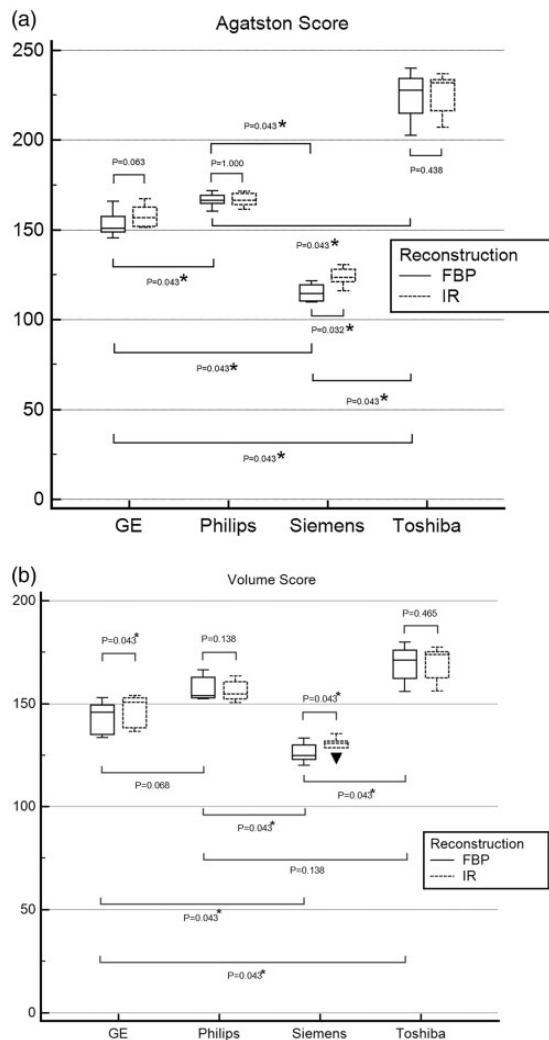 (a)
Agatston Score
250
200
150
100
50
0
P=0.043*
P=0.063
P=1.000
P=0.438
P=0.043*
P=0.043*
P=0.032*
P=0.043*
P=0.043*
P=0.043*
Reconstruction
FBP
IR
GE Philips Siemens Toshiba
(b)
Volume Score
200
150
100
50
0
P=0.465
P=0.043*
P=0.138
P=0.043*
P=0.068
P=0.043*
P=0.043*
P=0.138
P=0.043*
P=0.043*
Reconstruction
FBP
IR
GE Philips Siemens Toshiba